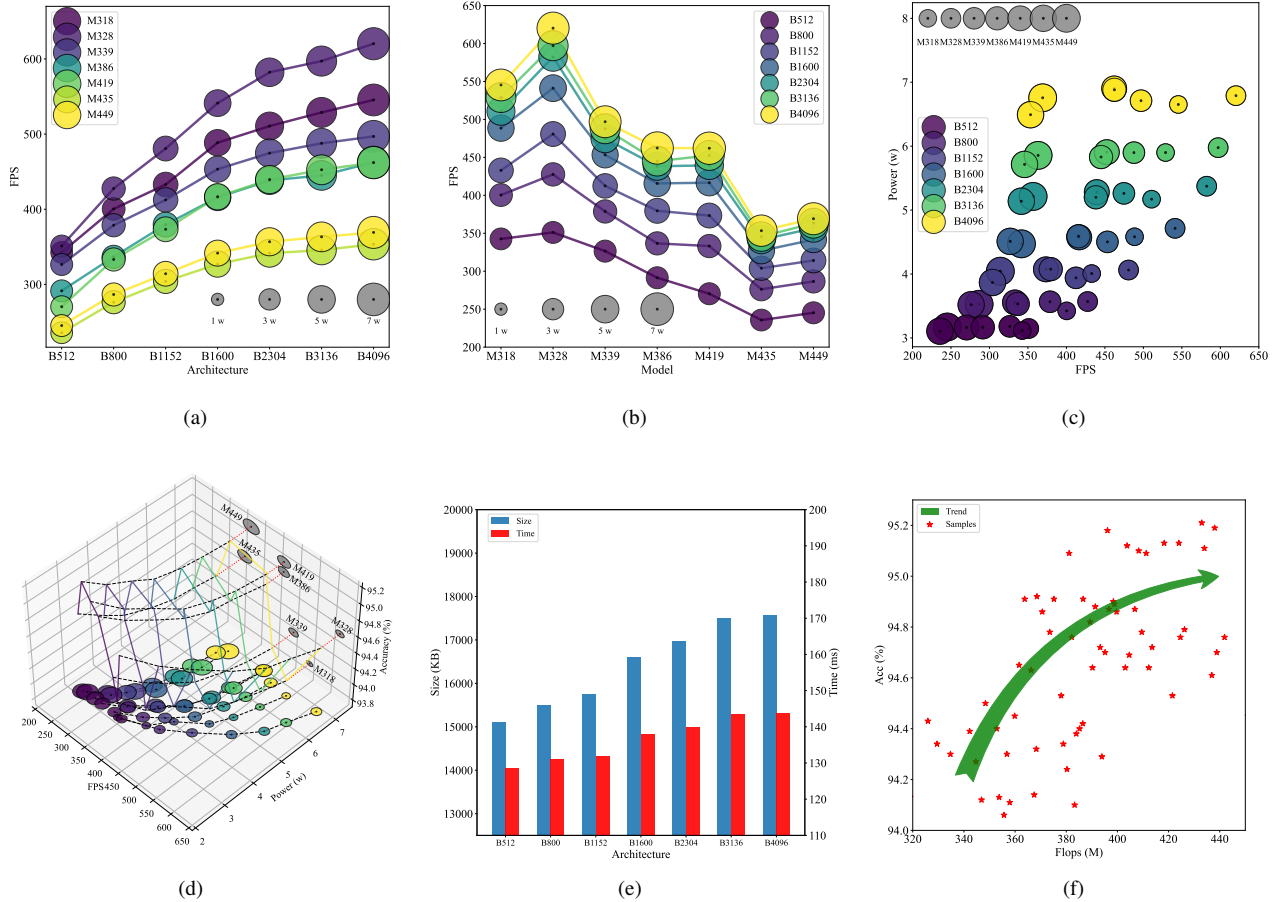 M318
M328
M339
M386
M419
M435
M449
600
500
400
300
FPS
1 w
3 w
5 w
7 w
B512
B800
B1152
B1600
B2304
B3136
B4096
Architecture
(a)
650
600
550
500
450
400
350
300
250
200
FPS
B512
B800
B1152
B1600
B2304
B3136
B4096
1 w
3 w
5 w
7 w
M318
M328
M339
M386
M419
M435
M449
Model
(b)
8
7
6
5
4
3
Power (w)
M318
M328
M339
M386
M419
M435
M449
B512
B800
B1152
B1600
B2304
B3136
B4096
200
250
300
350
400
450
500
550
600
650
FPS
(c)
M449
M435
M419
M386
M339
M328
M318
95.2
95.0
94.8
94.6
94.4
94.2
94.0
93.8
Accuracy (%)
200
250
300
350
400
450
500
550
600
650
FPS
2
3
4
5
6
7
Power (w)
(d)
20000
19000
18000
17000
16000
15000
14000
13000
Size (KB)
Size
Time
200
190
180
170
160
150
140
130
120
110
Time (ms)
B512
B800
B1152
B1600
B2304
B3136
B4096
Architecture
(e)
95.2
95.0
94.8
94.6
94.4
94.2
94.0
Acc (%)
Trend
Samples
320
340
360
380
400
420
440
Flops (M)
(f)